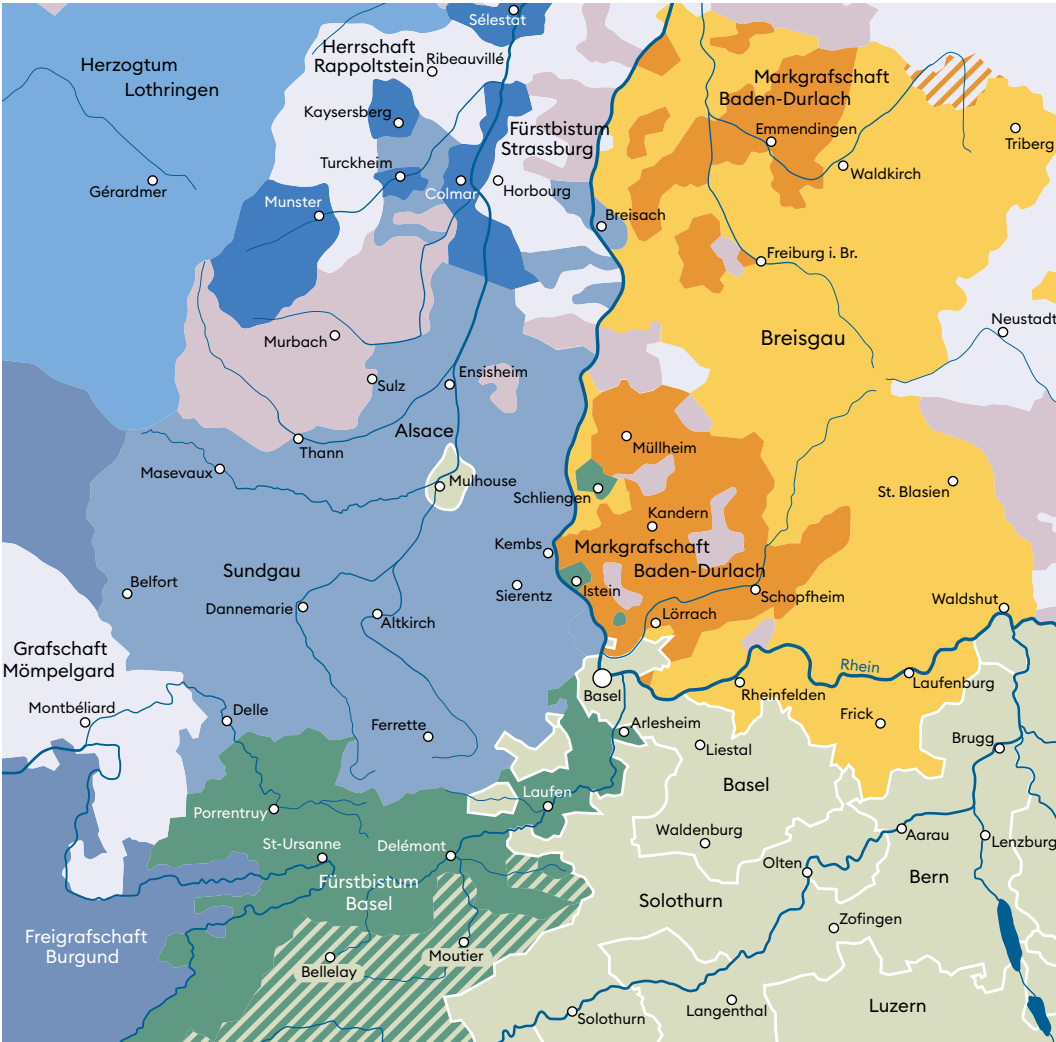 Sélestat
Herzogtum
Lothringen
Herrschaft
Rappoltstein
Ribeauvillé
Markgrafschaft
Baden-Durlach
Kaysersberg
Fürstbistum
Strassburg
Emmendingen
Triberg
Turckheim
Waldkirch
Gérardmer
Colmar
Horbourg
Munster
Breisach
Freiburg i. Br.
Neustadt
Murbach
Breisgau
Sulz
Ensisheim
Alsace
Müllheim
Thann
Masevaux
Mulhouse
Schliengen
St. Blasien
Kandern
Kembs
Markgrafschaft
Baden-Durlach
Sundgau
Belfort
Sierentz
Istein
Schopfheim
Dannemarie
Altkirch
Lörrach
Waldshut
Grafschaft
Mömpelgard
Rhein
Basel
Rheinfelden
Laufenburg
Montbéliard
Delle
Ferrette
Arlesheim
Frick
Liestal
Brugg
Basel
Laufen
Porrentruy
Waldenburg
Aarau
Lenzburg
St-Ursanne
Delémont
Olten
Bern
Fürstbistum
Basel
Solothurn
Zofingen
Freigrafschaft
Burgund
Moutier
Bellelay
Langenthal
Luzern
Solothurn